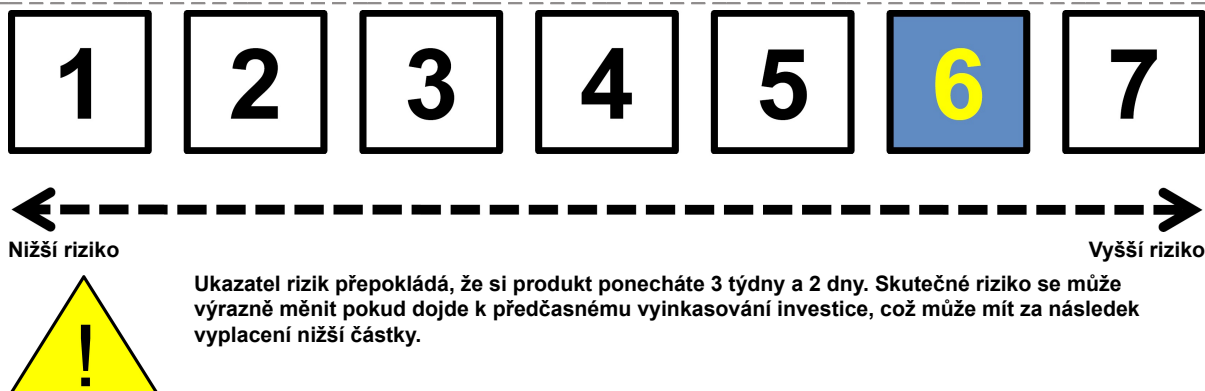 1 2 3 4 5 6 7
Nižší riziko Vyšší riziko
Ukazatel rizik přepokládá, že si produkt ponecháte 3 týdny a 2 dny. Skutečné riziko se může
výrazně měnit pokud dojde k předčasnému vyinkasování investice, což může mít za následek
vyplacení nižší částky.
!